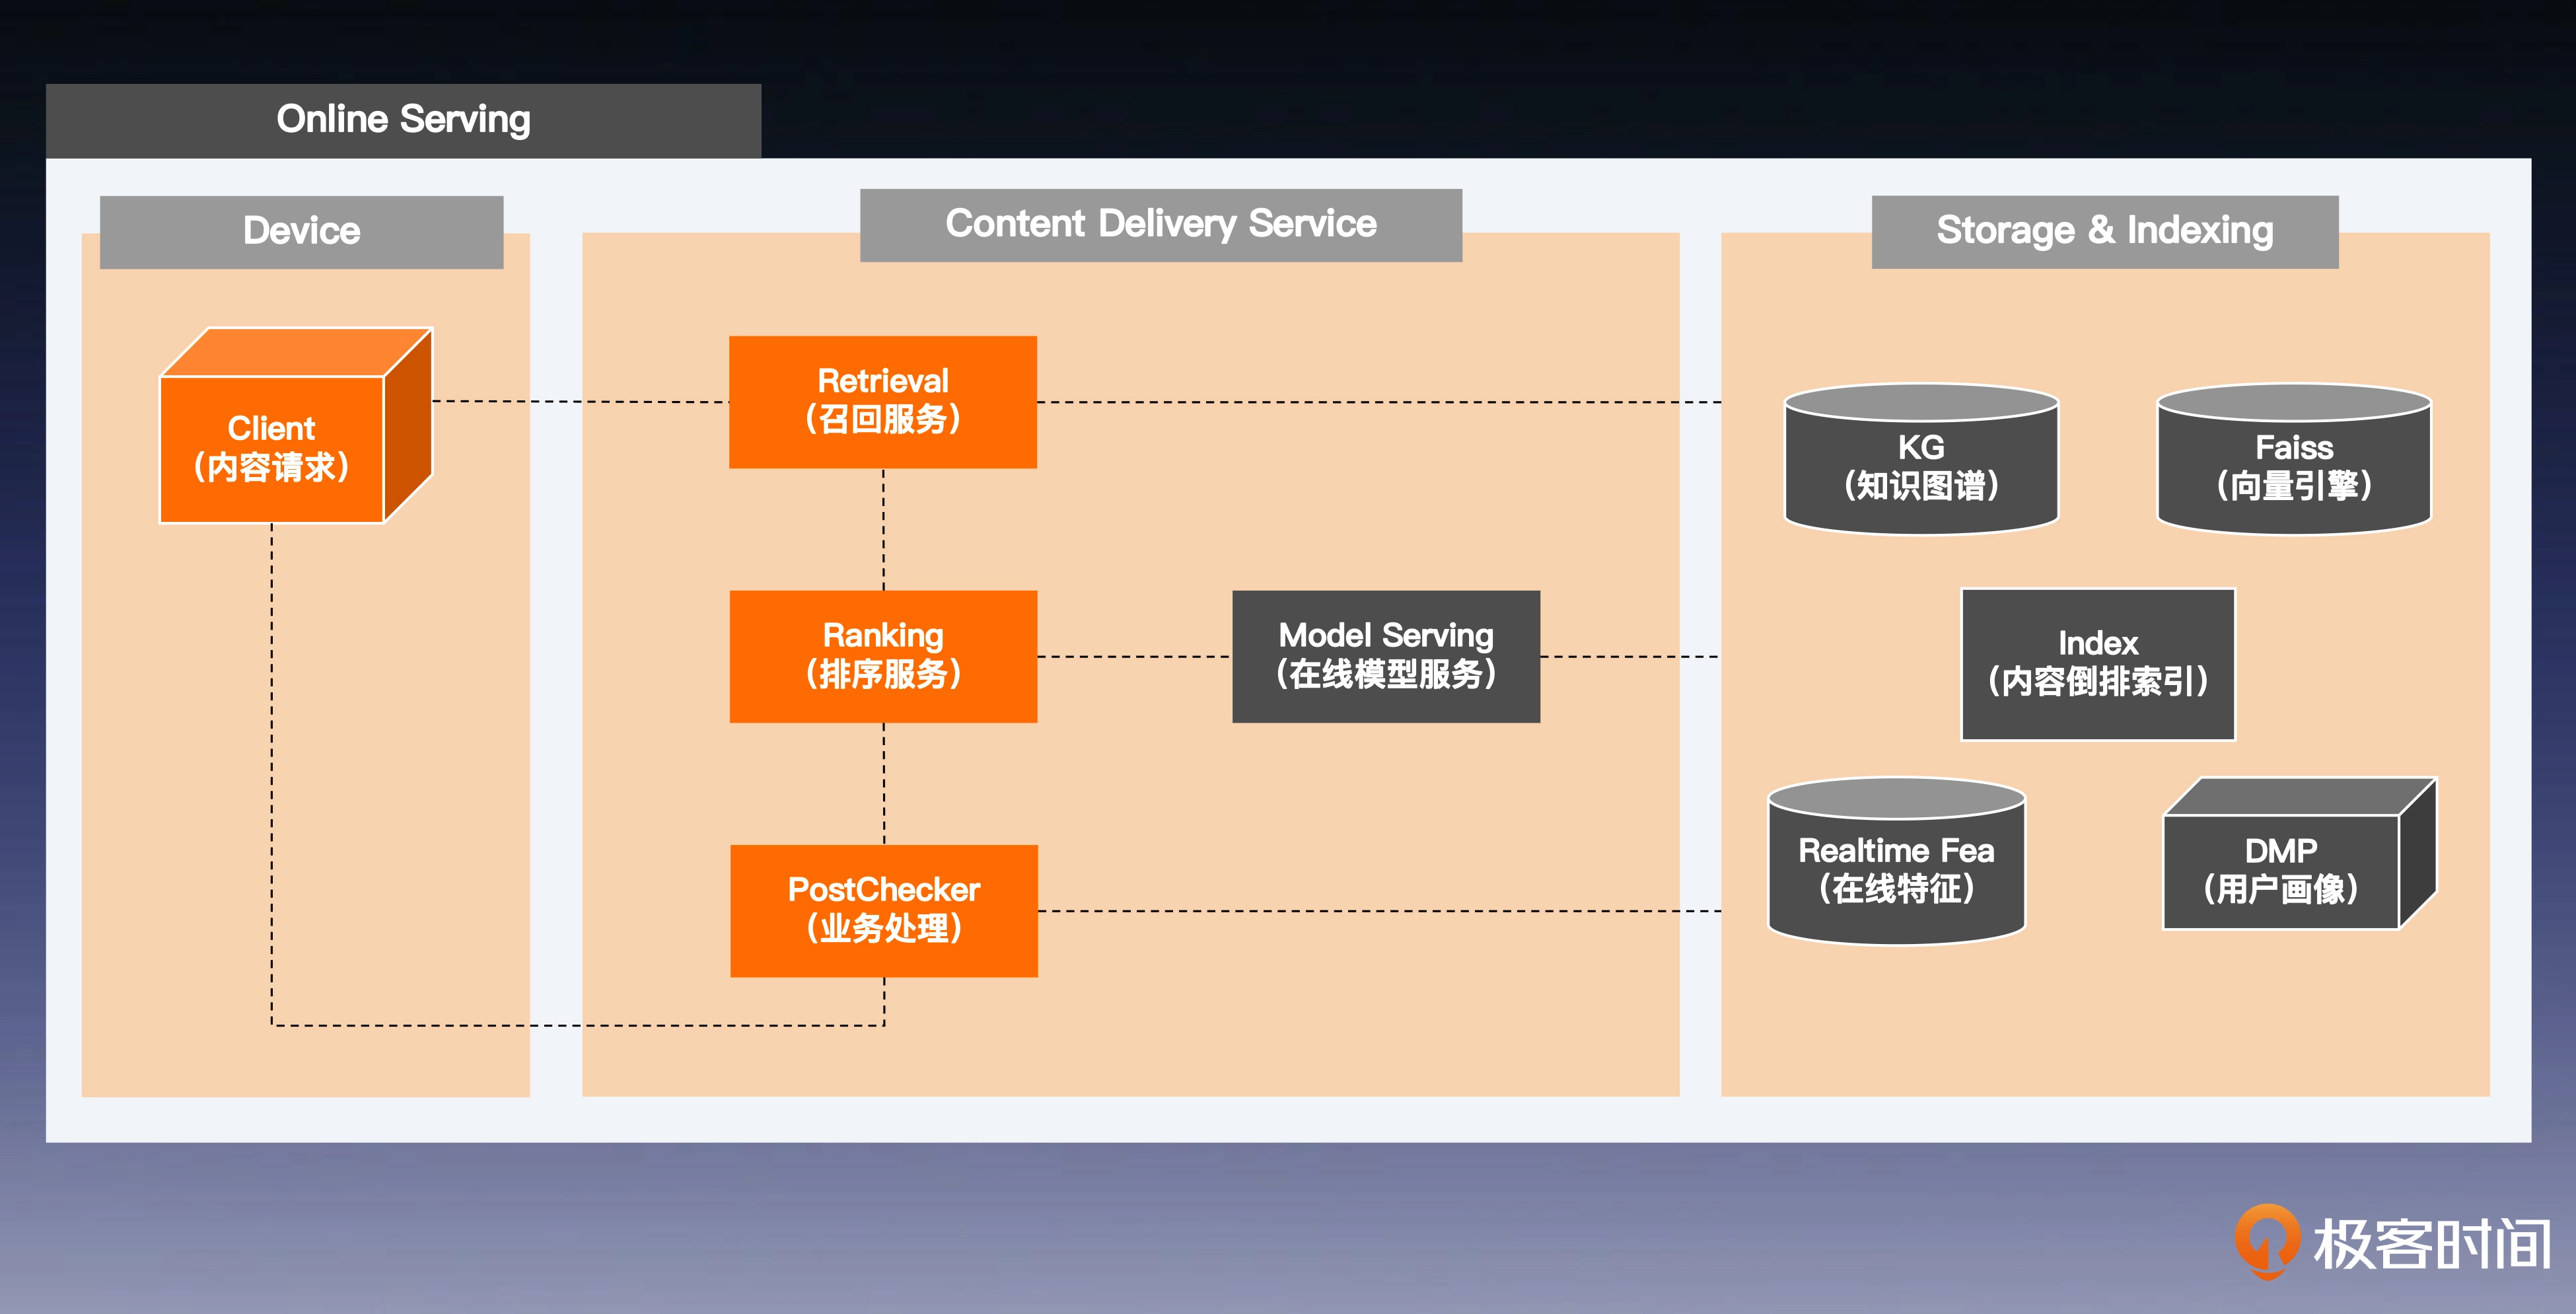 Online Serving
Device
Content Delivery Service
Storage & Indexing
Client
(内容请求)
Retrieval
(召回服务)
KG
(知识图谱)
Faiss
(向量引擎)
Ranking
(排序服务)
Model Serving
(在线模型服务)
Index
(内容倒排索引)
PostChecker
(业务处理)
Realtime Fea
(在线特征)
DMP
(用户画像)
极客时间